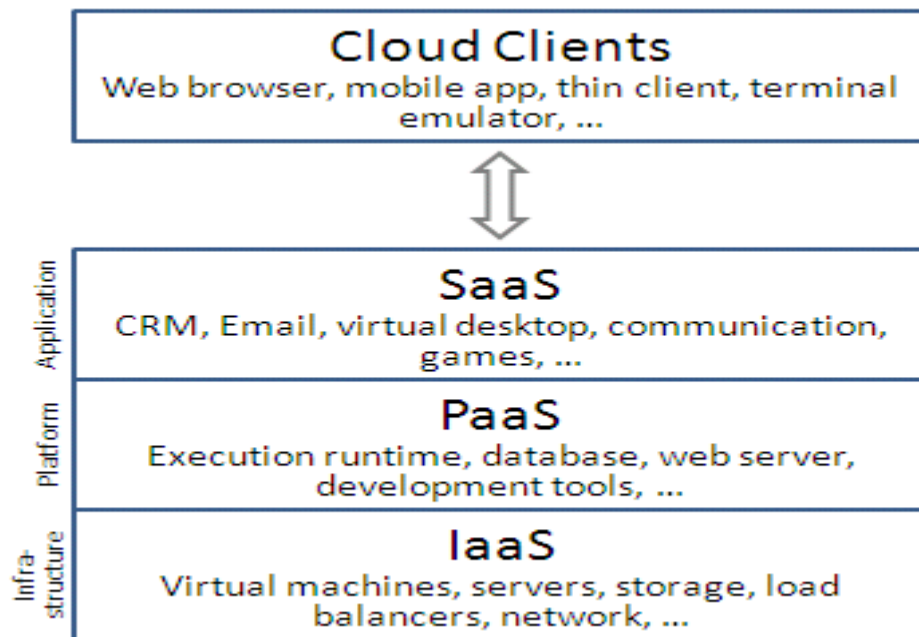 Cloud Clients
Web browser, mobile app, thin client, terminal
emulator, ...
Application
SaaS
CRM, Email, virtual desktop, communication,
games, ...
Platform
PaaS
Execution runtime, database, web server,
development tools, ...
Infra-
structure
IaaS
Virtual machines, servers, storage, load
balancers, network, ...